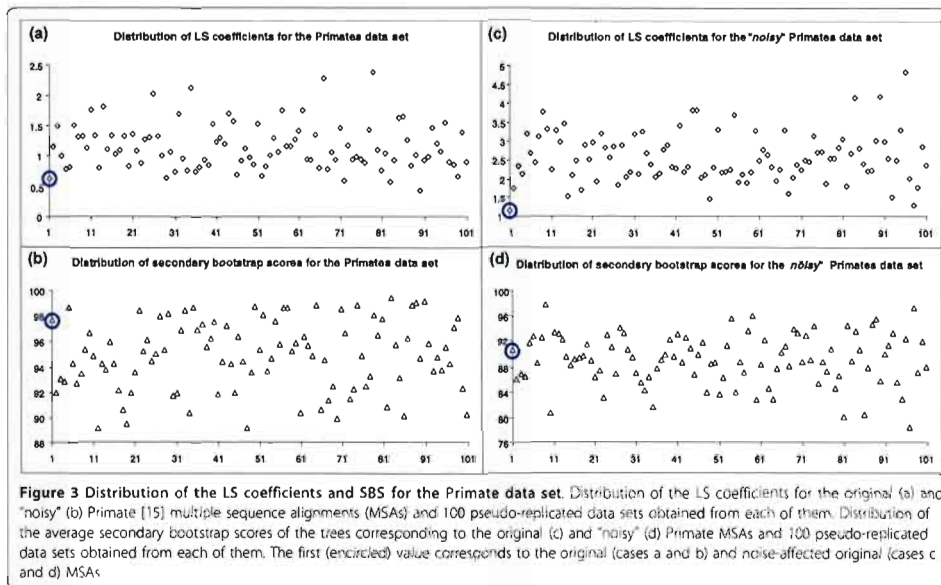 (a)
Distribution of LS coefficients for the Primates data set
2.5
2
1.5
1
0.5
0
1 11 21 31 41 51 61 71 81 91 101
(c)
Distribution of LS coefficients for the "noisy" Primates data set
5
4.5
4
3.5
3
2.5
2
1.5
1
1 11 21 31 41 51 61 71 81 91 101
(b)
Distribution of secondary bootstrap scores for the Primates data set
100
98
96
94
92
90
88
1 11 21 31 41 51 61 71 81 91 101
(d)
Distribution of secondary bootstrap scores for the "noisy" Primates data set
100
96
92
88
84
80
76
1 11 21 31 41 51 61 71 81 91 101
Figure 3 Distribution of the LS coefficients and SBS for the Primate data set. Distribution of the LS coefficients for the original (a) and
"noisy" (b) Primate [15] multiple sequence alignments (MSAs) and 100 pseudo-replicated data sets obtained from each of them. Distribution of
the average secondary bootstrap scores of the trees corresponding to the original (c) and "noisy" (d) Primate MSAs and 100 pseudo-replicated
data sets obtained from each of them. The first (encircled) value corresponds to the original (cases a and b) and noise-affected original (cases c
and d) MSAs